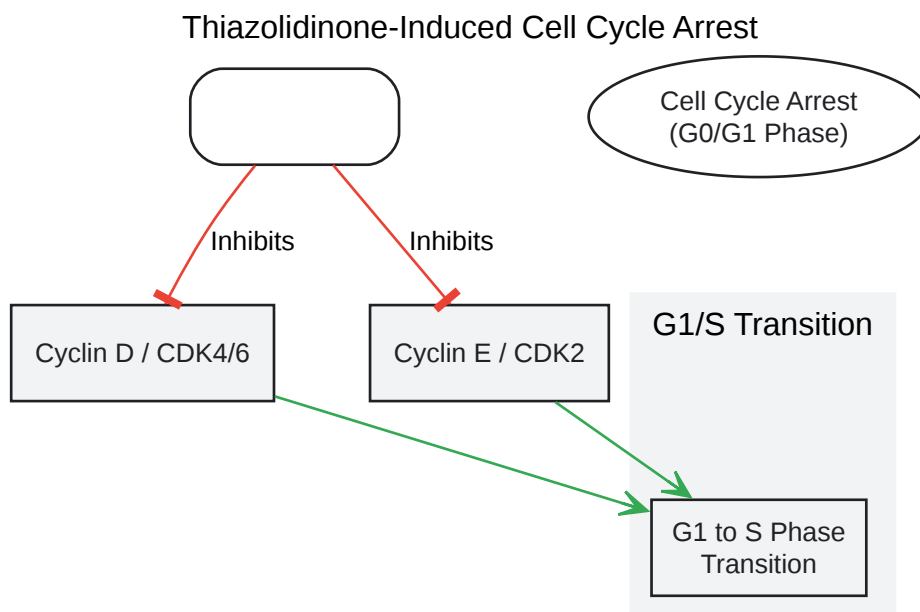 Thiazolidinone-Induced Cell Cycle Arrest
Cell Cycle Arrest
(G0/G1 Phase)
Inhibits
Inhibits
Cyclin D / CDK4/6
Cyclin E / CDK2
G1/S Transition
G1 to S Phase
Transition